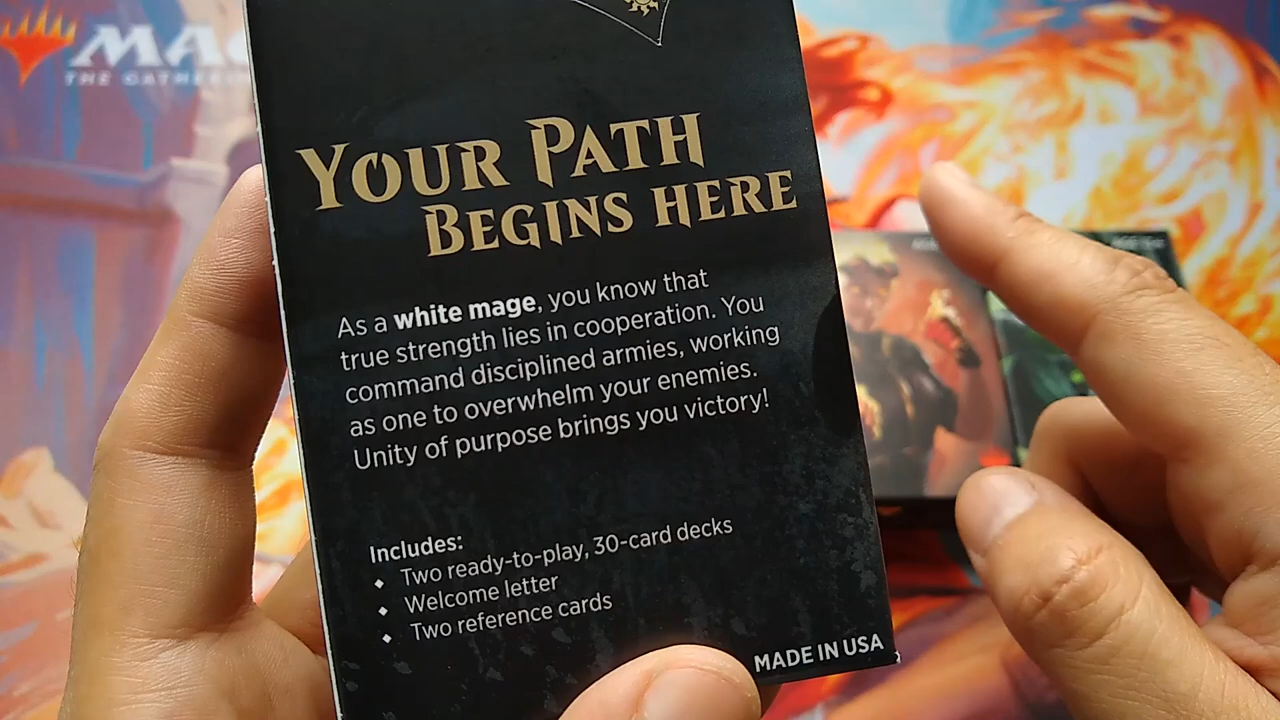 MA
THE GATHERIN
YOUR PATH
BEGINS HERE
As a white mage, you know that
true strength lies in cooperation. You
command disciplined armies, working
as one to overwhelm your enemies.
Unity of purpose brings you victory!
Includes:
• Two ready-to-play, 30-card decks
• Welcome letter
• Two reference cards
MADE IN USA